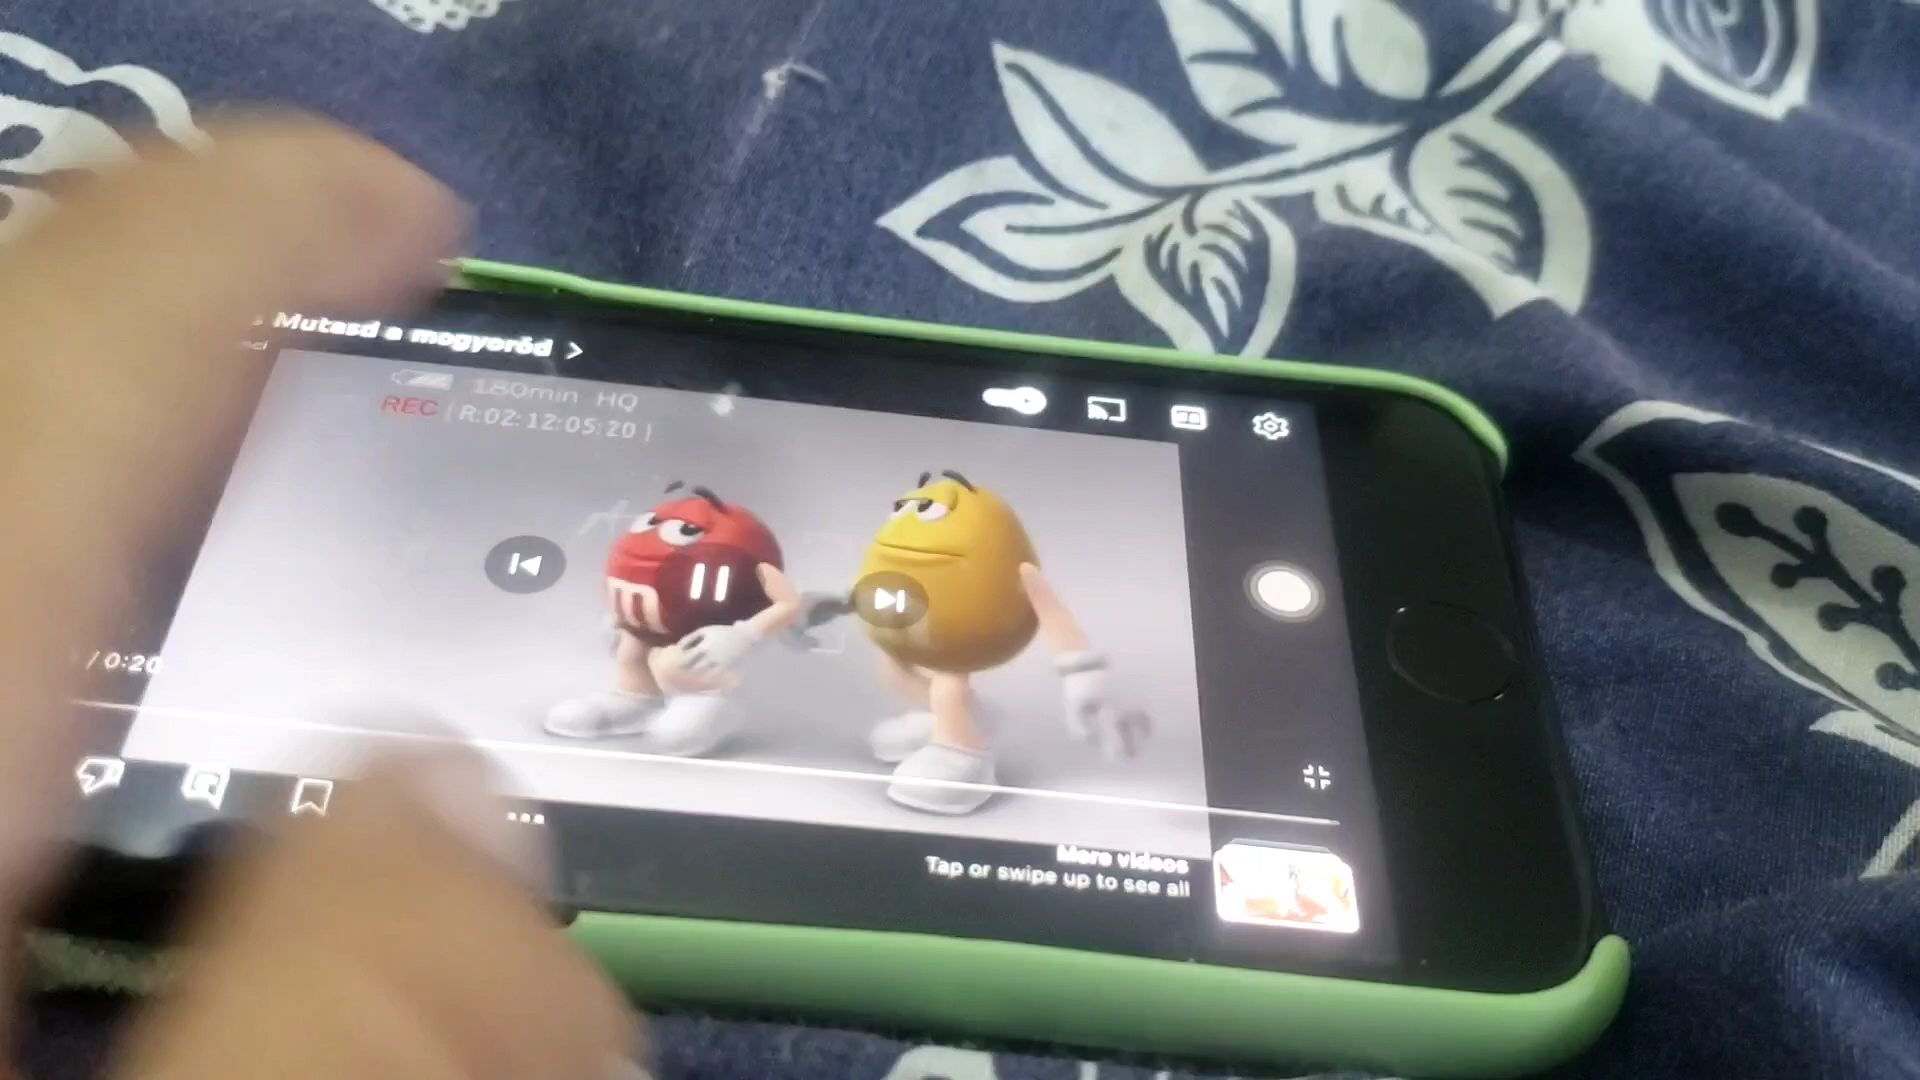 Mutasd a mogyoród >
180min HQ
REC | R:02:12:05:20 |
m
/ 0:20
More videos
Tap or swipe up to see all